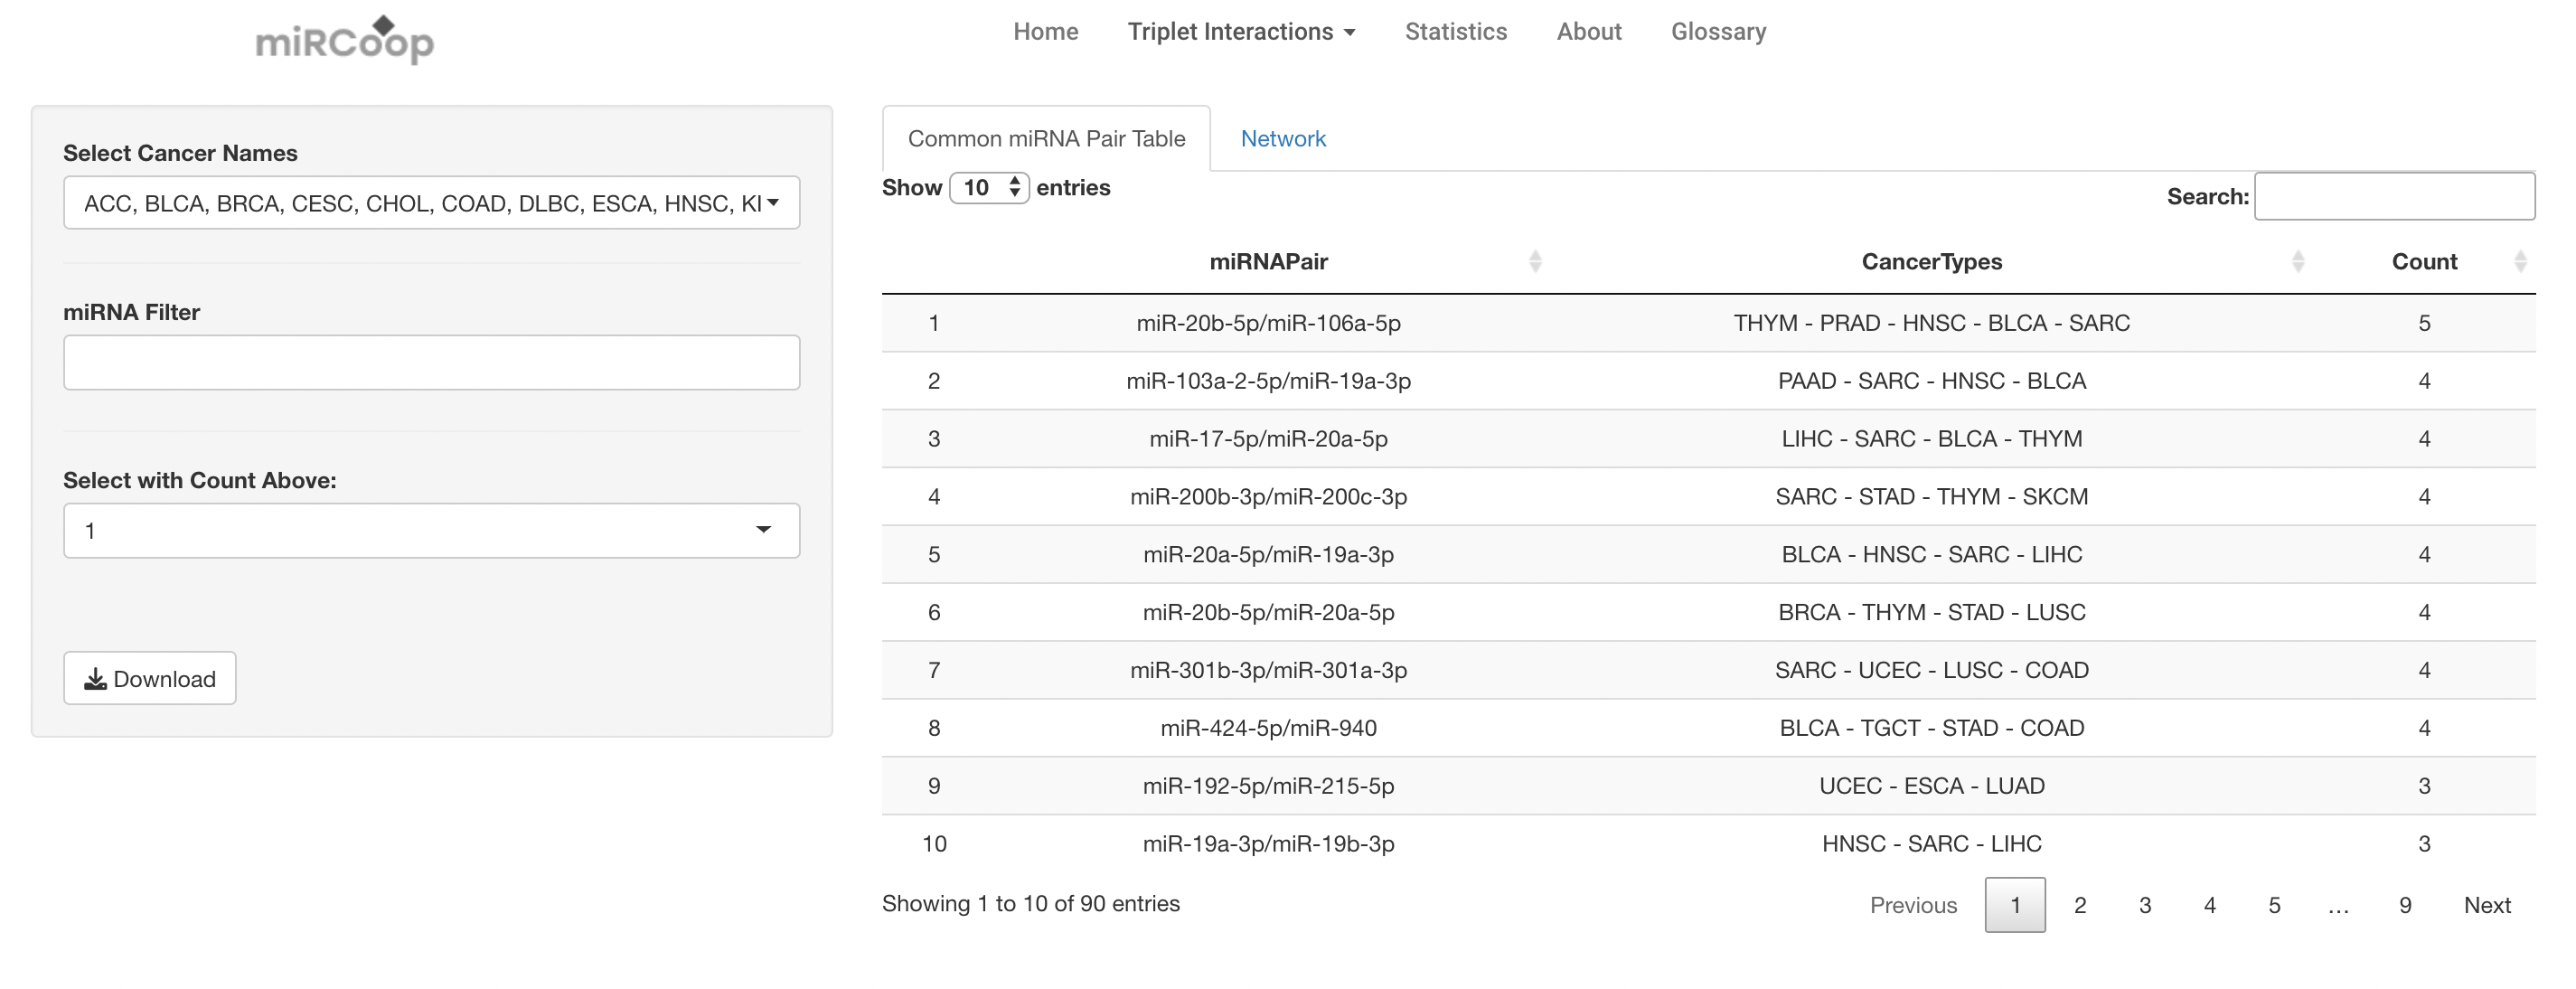 miRCoop
Home Triplet Interactions Statistics About Glossary
Select Cancer Names
ACC, BLCA, BRCA, CESC, CHOL, COAD, DLBC, ESCA, HNSC, KI
miRNA Filter
Select with Count Above:
1
Download
Common miRNA Pair Table Network
Show 10 entries
Search:
miRNAPair CancerTypes Count
1 miR-20b-5p/miR-106a-5p THYM - PRAD - HNSC - BLCA - SARC 5
2 miR-103a-2-5p/miR-19a-3p PAAD - SARC - HNSC - BLCA 4
3 miR-17-5p/miR-20a-5p LIHC - SARC - BLCA - THYM 4
4 miR-200b-3p/miR-200c-3p SARC - STAD - THYM - SKCM 4
5 miR-20a-5p/miR-19a-3p BLCA - HNSC - SARC - LIHC 4
6 miR-20b-5p/miR-20a-5p BRCA - THYM - STAD - LUSC 4
7 miR-301b-3p/miR-301a-3p SARC - UCEC - LUSC - COAD 4
8 miR-424-5p/miR-940 BLCA - TGCT - STAD - COAD 4
9 miR-192-5p/miR-215-5p UCEC - ESCA - LUAD 3
10 miR-19a-3p/miR-19b-3p HNSC - SARC - LIHC 3
Showing 1 to 10 of 90 entries
Previous 1 2 3 4 5 … 9 Next